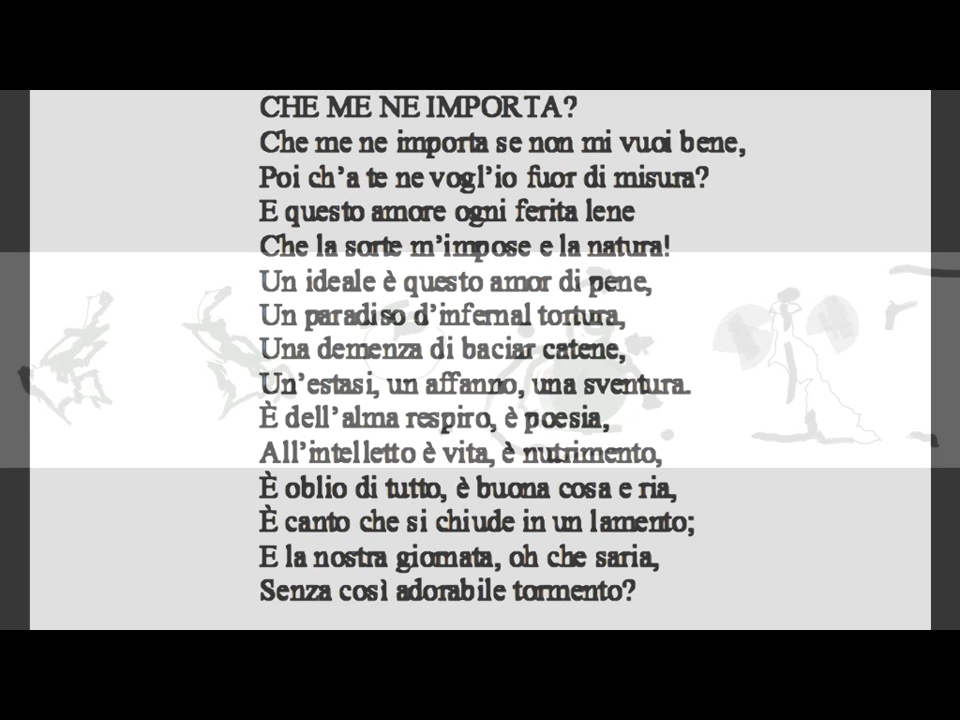 CHE ME NE IMPORTA?
Che me ne importa se non mi vuoi bene,
Poi ch’a te ne vogl’io fuor di misura?
E questo amore ogni ferita lene
Che la sorte m’impose e la natura!
Un ideale è questo amor di pene,
Un paradiso d’infernal tortura,
Una demenza di baciar catene,
Un’estasi, un affanno, una sventura.
È dell’alma respiro, è poesia,
All’intelletto è vita, è nutrimento,
È oblio di tutto, è buona cosa e ria,
È canto che si chiude in un lamento;
E la nostra giornata, oh che saria,
Senza così adorabile tormento?